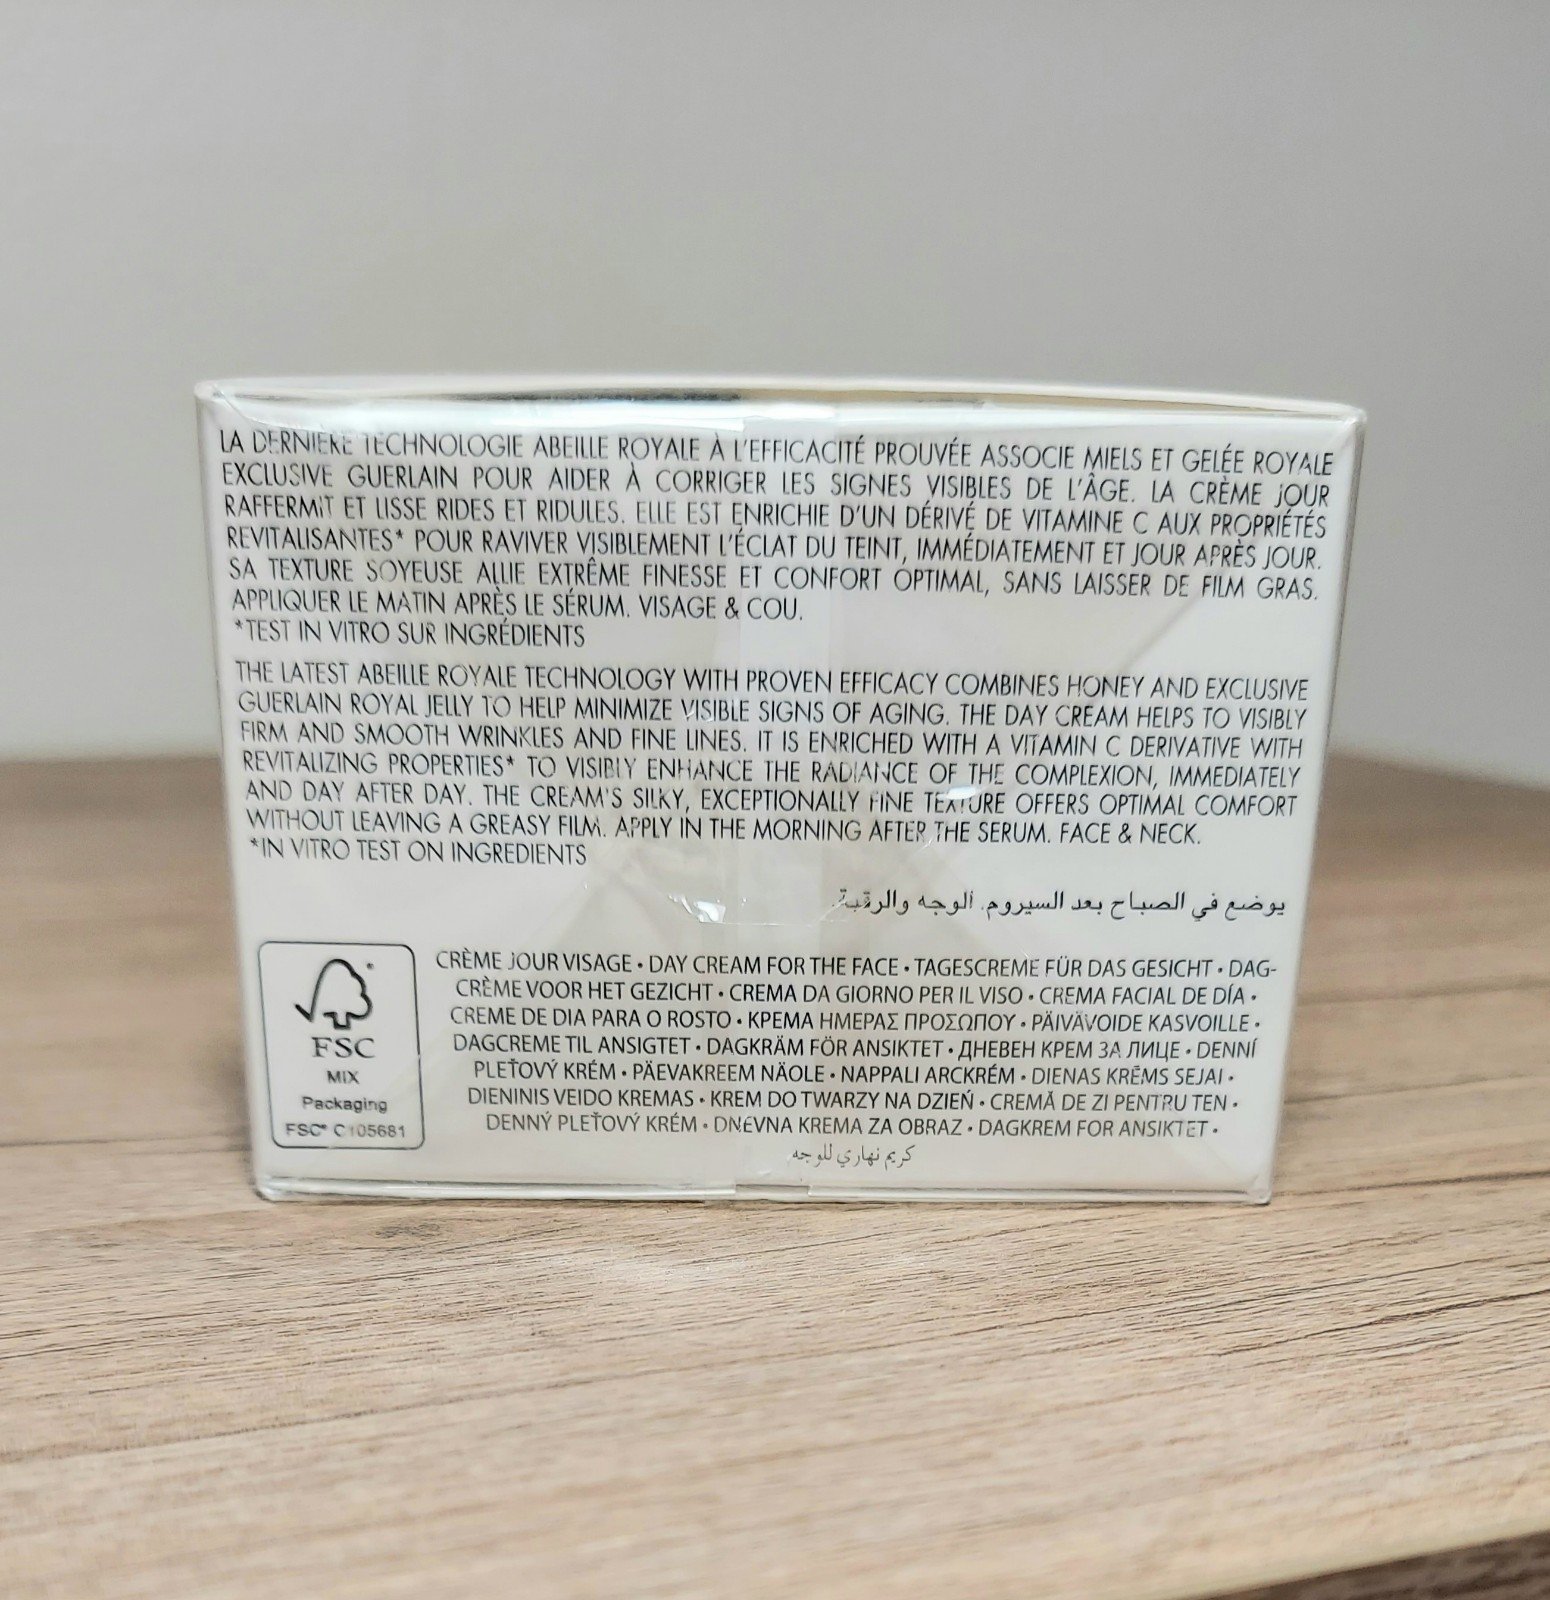 LA DERNIÈRE TECHNOLOGIE ABEILLE ROYALE À L'EFFICACITÉ PROUVÉE ASSOCIE MIELS ET GELÉE ROYALE
EXCLUSIVE GUERLAIN POUR AIDER À CORRIGER LES SIGNES VISIBLES DE L'ÂGE. LA CRÈME JOUR
RAFFERMIT ET LISSE RIDES ET RIDULES. ELLE EST ENRICHIE D'UN DÉRIVÉ DE VITAMINE C AUX PROPRIÉTÉS
REVITALISANTES* POUR RAVIVER VISIBLEMENT L'ÉCLAT DU TEINT, IMMÉDIATEMENT ET JOUR APRÈS JOUR.
SA TEXTURE SOYEUSE ALLIE EXTRÊME FINESSE ET CONFORT OPTIMAL, SANS LAISSER DE FILM GRAS.
APPLIQUER LE MATIN APRÈS LE SÉRUM. VISAGE & COU.
*TEST IN VITRO SUR INGRÉDIENTS
THE LATEST ABEILLE ROYALE TECHNOLOGY WITH PROVEN EFFICACY COMBINES HONEY AND EXCLUSIVE
GUERLAIN ROYAL JELLY TO HELP MINIMIZE VISIBLE SIGNS OF AGING. THE DAY CREAM HELPS TO VISIBLY
FIRM AND SMOOTH WRINKLES AND FINE LINES. IT IS ENRICHED WITH A VITAMIN C DERIVATIVE WITH
REVITALIZING PROPERTIES* TO VISIBLY ENHANCE THE RADIANCE OF THE COMPLEXION, IMMEDIATELY
AND DAY AFTER DAY. THE CREAM'S SILKY, EXCEPTIONALLY FINE TEXTURE OFFERS OPTIMAL COMFORT
WITHOUT LEAVING A GREASY FILM. APPLY IN THE MORNING AFTER THE SERUM. FACE & NECK.
*IN VITRO TEST ON INGREDIENTS
يوضع في الصباح بعد السيروم. الوجه والرقبة.
CRÈME JOUR VISAGE • DAY CREAM FOR THE FACE • TAGESCREME FÜR DAS GESICHT • DAG-
CRÈME VOOR HET GEZICHT • CREMA DA GIORNO PER IL VISO • CREMA FACIAL DE DÍA •
CREME DE DIA PARA O ROSTO • ΚΡΕΜΑ ΗΜΕΡΑΣ ΠΡΟΣΩΠΟΥ • PÄIVÄVOIDE KASVOILLE •
DAGCREME TIL ANSIGTET • DAGKRÄM FÖR ANSIKTET • ДНЕВЕН КРЕМ ЗА ЛИЦЕ • DENNÍ
PLEŤOVÝ KRÉM • PÄEVAKREEM NÄOLE • NAPPALI ARCKRÉM • DIENAS KRĒMS SEJAI •
DIENINIS VEIDO KREMAS • KREM DO TWARZY NA DZIEŃ • CREMĂ DE ZI PENTRU TEN •
DENNÝ PLEŤOVÝ KRÉM • DNEVNA KREMA ZA OBRAZ • DAGKREM FOR ANSIKTET •
كريم نهاري للوجه
FSC
MIX
Packaging
FSC® C105681